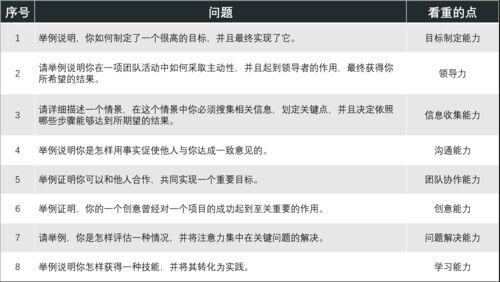 序号 问题 看重的点
1 举例说明，你如何制定了一个很高的目标，并且最终实现了它。 目标制定能力
2 请举例说明你在一项团队活动中如何采取主动性，并且起到领导者的作用，最终获得你
所希望的结果。 领导力
3 请详细描述一个情景，在这个情景中你必须搜集相关信息，划定关键点，并且决定依照
哪些步骤能够达到所期望的结果。 信息收集能力
4 举例说明你是怎样用事实促使他人与你达成一致意见的。 沟通能力
5 举例证明你可以和他人合作，共同实现一个重要目标。 团队协作能力
6 举例证明，你的一个创意曾经对一个项目的成功起到至关重要的作用。 创意能力
7 请举例，你是怎样评估一种情况，并将注意力集中在关键问题的解决。 问题解决能力
8 举例说明你怎样获得一种技能，并将其转化为实践。 学习能力